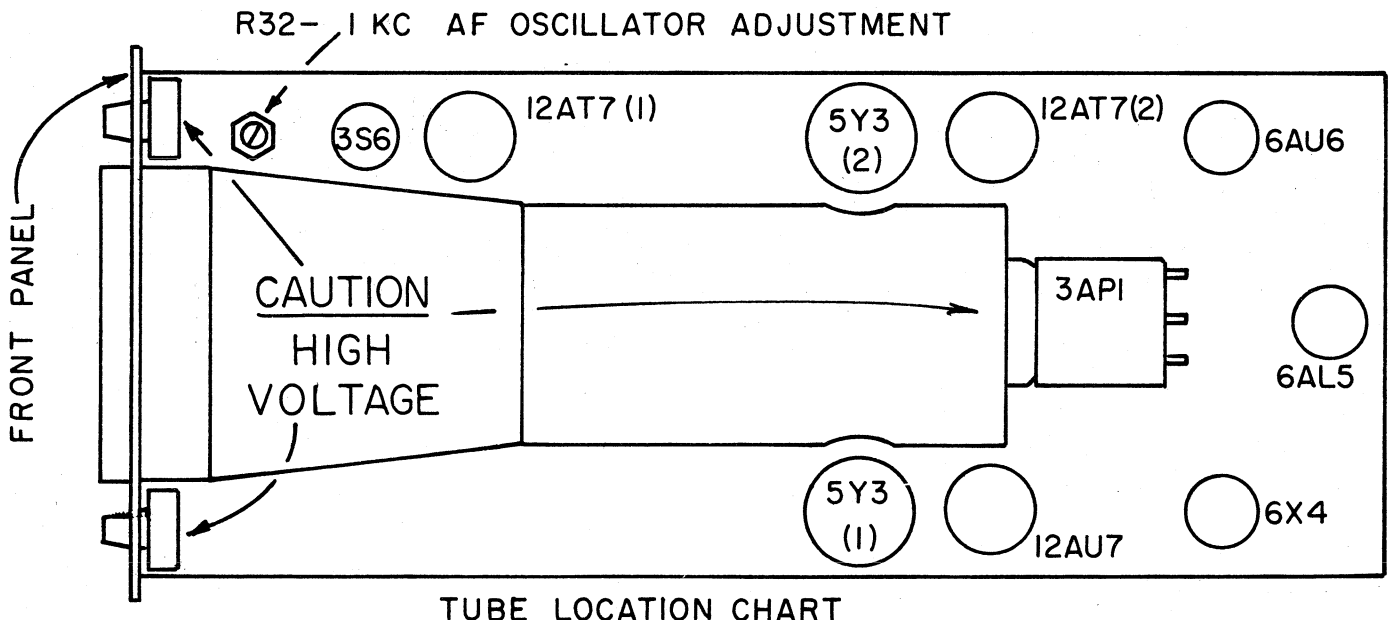 R32- 1 KC AF OSCILLATOR ADJUSTMENT
FRONT PANEL
3S6
12AT7(1)
5Y3
(2)
12AT7(2)
6AU6
CAUTION
HIGH
VOLTAGE
3AP1
6AL5
5Y3
(1)
12AU7
6X4
TUBE LOCATION CHART